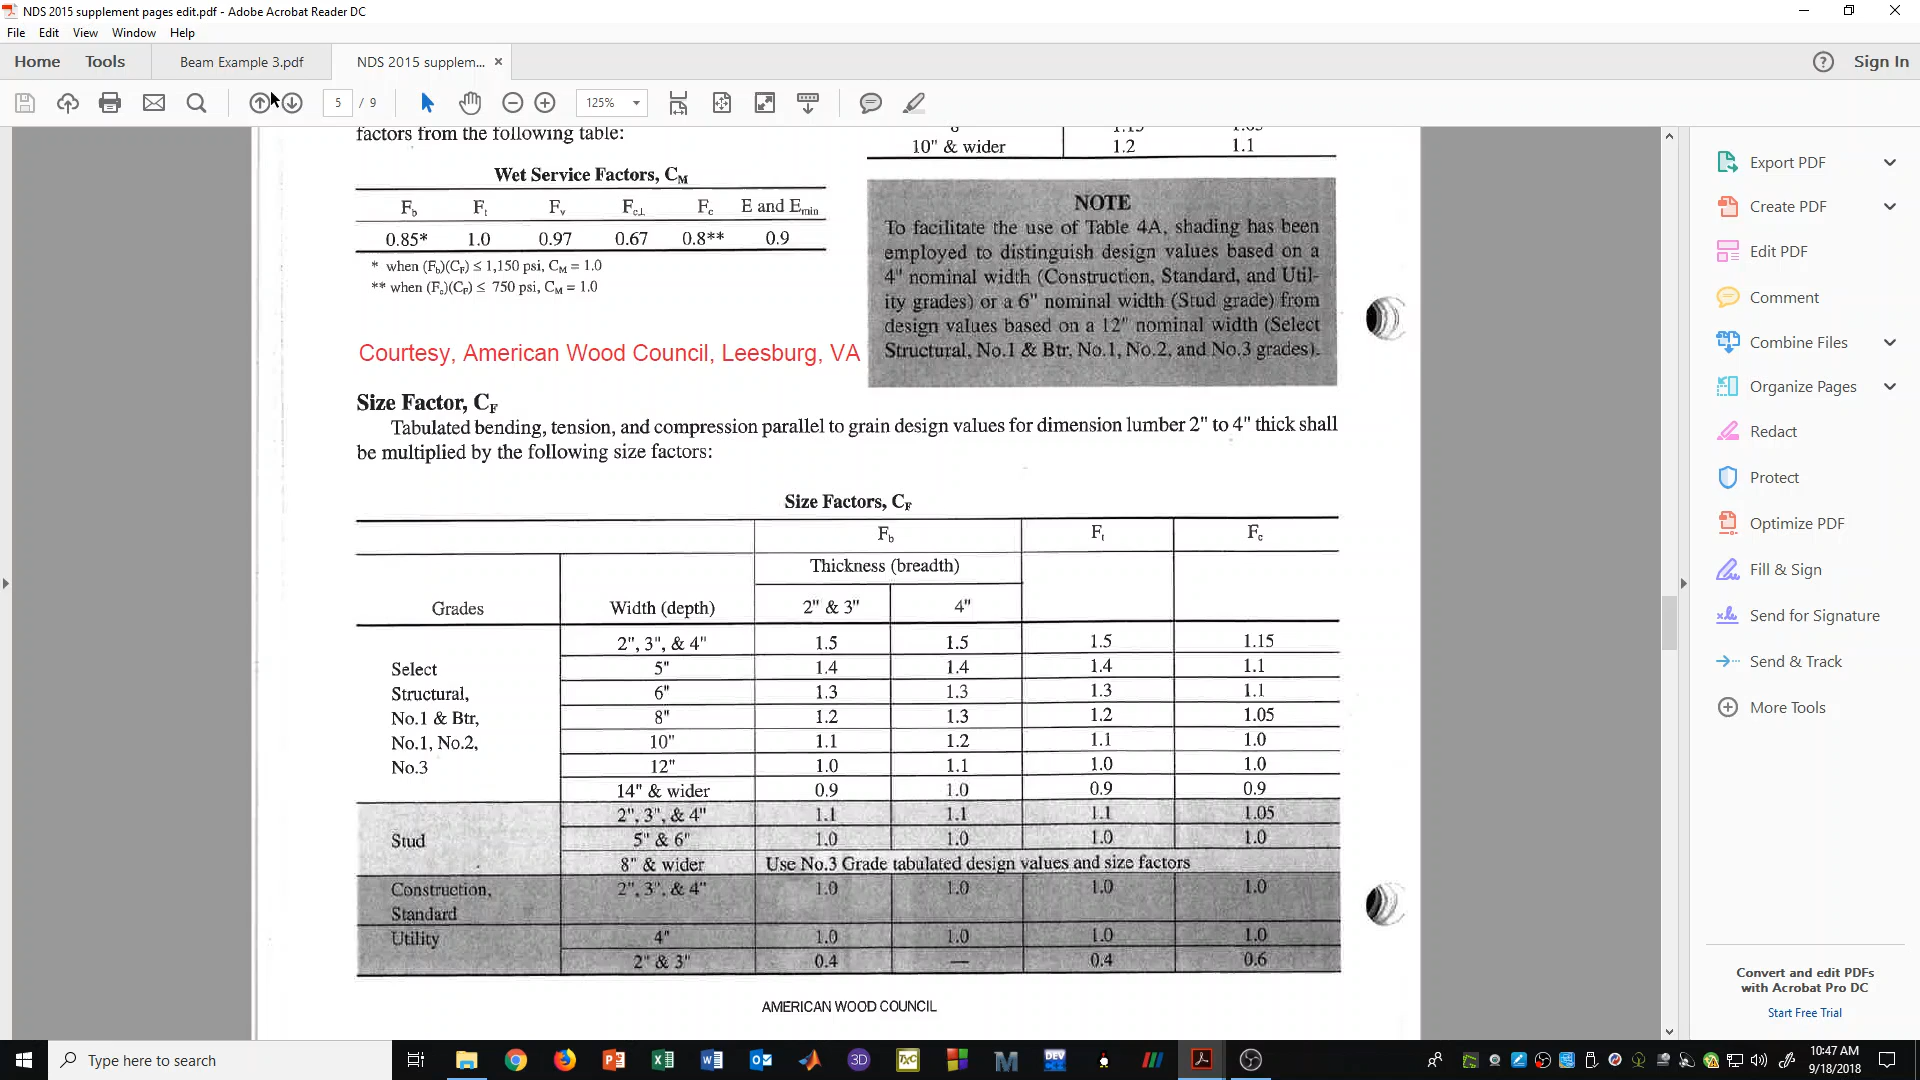 NDS 2015 supplement pages edit.pdf - Adobe Acrobat Reader DC
File Edit View Window Help
Home Tools Beam Example 3.pdf NDS 2015 supplem... × Sign In
5 / 9 125%
factors from the following table:
Wet Service Factors, CM
Fb Ft Fv Fc⊥ Fc E and Emin
0.85* 1.0 0.97 0.67 0.8** 0.9
* when (Fb)(CF) ≤ 1,150 psi, CM = 1.0
** when (Fc)(CF) ≤ 750 psi, CM = 1.0
10" & wider 1.2 1.1
NOTE
To facilitate the use of Table 4A, shading has been
employed to distinguish design values based on a
4" nominal width (Construction, Standard, and Util-
ity grades) or a 6" nominal width (Stud grade) from
design values based on a 12" nominal width (Select
Structural, No.1 & Btr, No.1, No.2, and No.3 grades).
Courtesy, American Wood Council, Leesburg, VA
Size Factor, CF
Tabulated bending, tension, and compression parallel to grain design values for dimension lumber 2" to 4" thick shall
be multiplied by the following size factors:
Size Factors, CF
Fb Ft Fc
Thickness (breadth)
Grades Width (depth) 2" & 3" 4"
2", 3", & 4" 1.5 1.5 1.5 1.15
Select 5" 1.4 1.4 1.4 1.1
Structural, 6" 1.3 1.3 1.3 1.1
No.1 & Btr, 8" 1.2 1.3 1.2 1.05
No.1, No.2, 10" 1.1 1.2 1.1 1.0
No.3 12" 1.0 1.1 1.0 1.0
14" & wider 0.9 1.0 0.9 0.9
2", 3", & 4" 1.1 1.1 1.1 1.05
Stud 5" & 6" 1.0 1.0 1.0 1.0
8" & wider Use No.3 Grade tabulated design values and size factors
Construction, 2", 3", & 4" 1.0 1.0 1.0 1.0
Standard
Utility 4" 1.0 1.0 1.0 1.0
2" & 3" 0.4 — 0.4 0.6
AMERICAN WOOD COUNCIL
Export PDF
Create PDF
Edit PDF
Comment
Combine Files
Organize Pages
Redact
Protect
Optimize PDF
Fill & Sign
Send for Signature
Send & Track
More Tools
Convert and edit PDFs
with Acrobat Pro DC
Start Free Trial
Type here to search
10:47 AM
9/18/2018